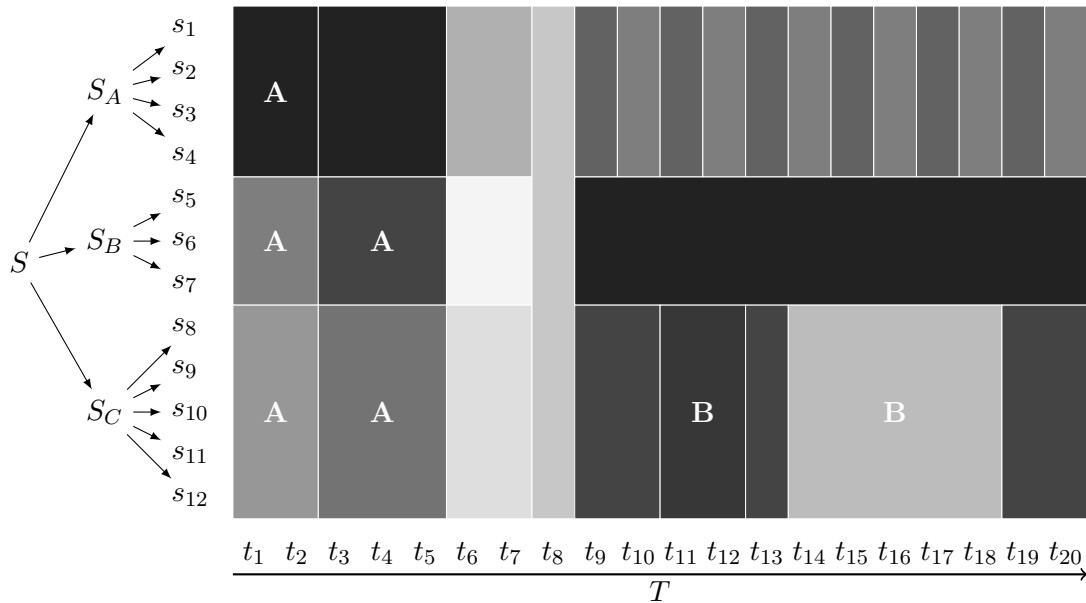 s₁
s₂
S_A A
s₃
s₄
s₅
S_B s₆ A A
S
s₇
s₈
s₉
S_C s₁₀ A A B B
s₁₁
s₁₂
t₁ t₂ t₃ t₄ t₅ t₆ t₇ t₈ t₉ t₁₀ t₁₁ t₁₂ t₁₃ t₁₄ t₁₅ t₁₆ t₁₇ t₁₈ t₁₉ t₂₀
T